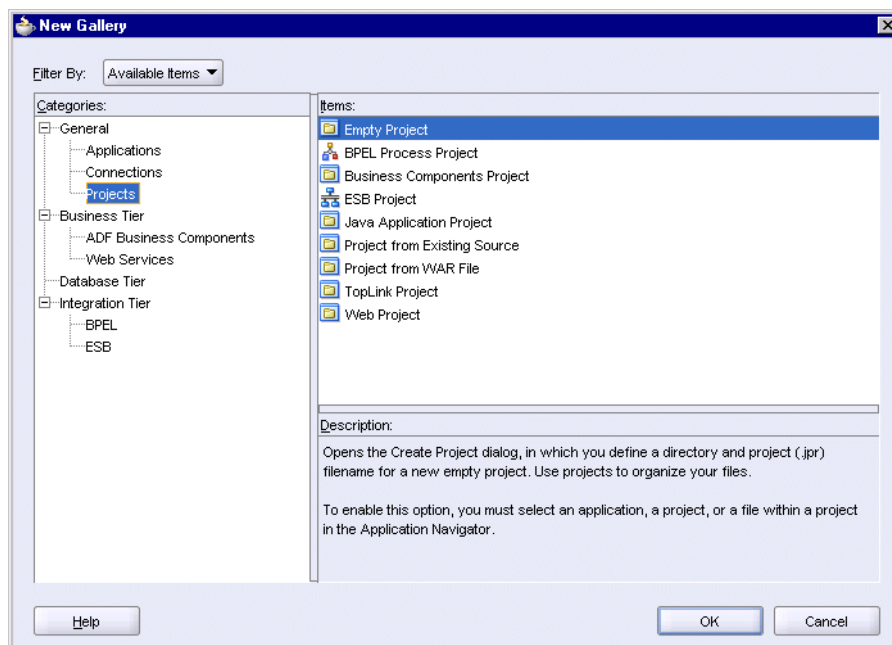 New Gallery
Filter By: Available Items
Categories:
General
Applications
Connections
Projects
Business Tier
ADF Business Components
Web Services
Database Tier
Integration Tier
BPEL
ESB
Items:
Empty Project
BPEL Process Project
Business Components Project
ESB Project
Java Application Project
Project from Existing Source
Project from WAR File
TopLink Project
Web Project
Description:
Opens the Create Project dialog, in which you define a directory and project (.jpr)
filename for a new empty project. Use projects to organize your files.
To enable this option, you must select an application, a project, or a file within a project
in the Application Navigator.
Help
OK
Cancel